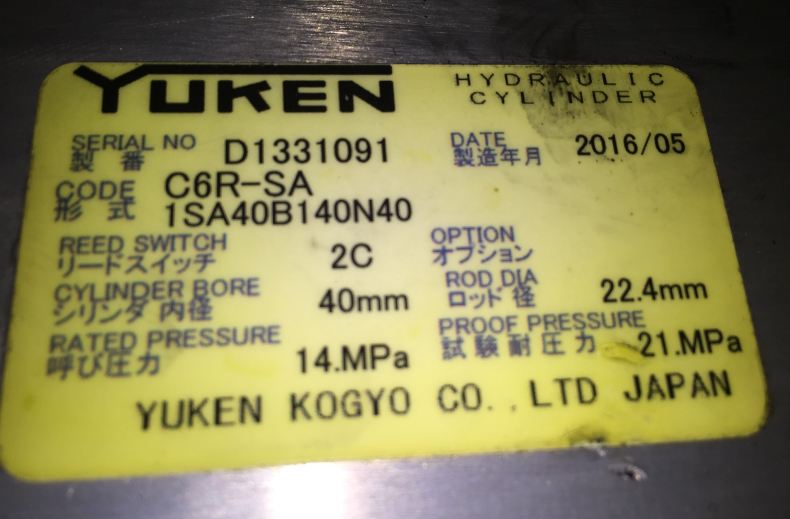 YUKEN HYDRAULIC CYLINDER
SERIAL NO 製番 D1331091 DATE 製造年月 2016/05
CODE 形式 C6R-SA
1SA40B140N40
REED SWITCH リードスイッチ 2C OPTION オプション
CYLINDER BORE シリンダ内径 40mm ROD DIA ロッド径 22.4mm
RATED PRESSURE 呼び圧力 14.MPa PROOF PRESSURE 試験耐圧力 21.MPa
YUKEN KOGYO CO.,LTD JAPAN